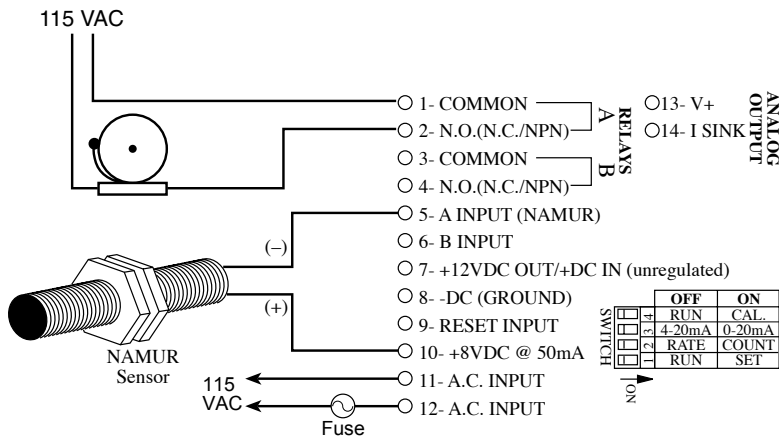 115 VAC
1- COMMON
2- N.O.(N.C./NPN)
A
3- COMMON
4- N.O.(N.C./NPN)
B
RELAYS
13- V+
14- I SINK
ANALOG
OUTPUT
5- A INPUT (NAMUR)
(–)
6- B INPUT
7- +12VDC OUT/+DC IN (unregulated)
8- -DC (GROUND)
9- RESET INPUT
(+)
10- +8VDC @ 50mA
NAMUR
Sensor
11- A.C. INPUT
115
VAC
12- A.C. INPUT
Fuse
SWITCH
OFF ON
4 RUN CAL.
3 4-20mA 0-20mA
2 RATE COUNT
1 RUN SET
ON